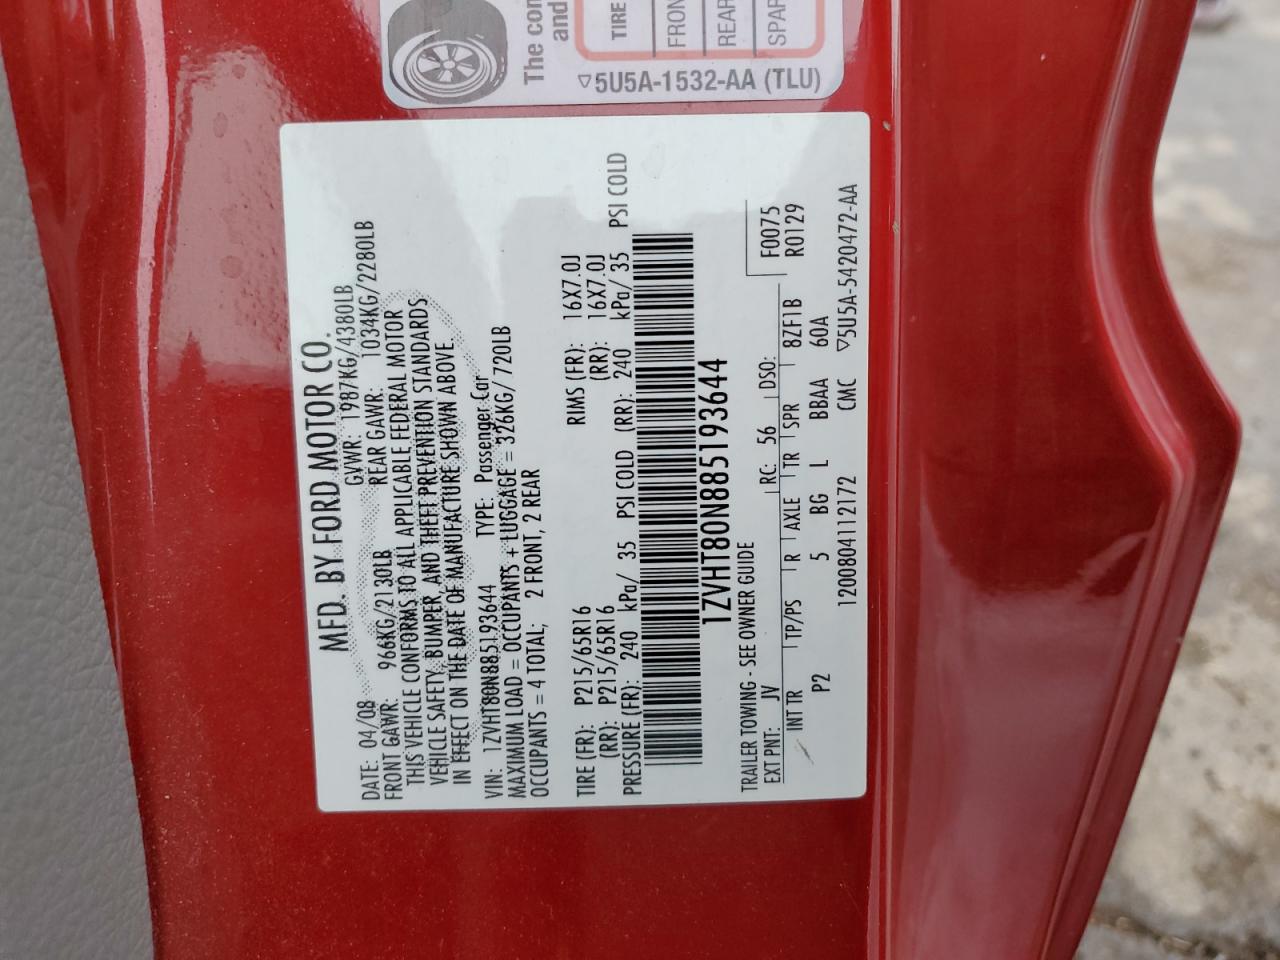 The con
and
TIRE
FRON
REAR
SPAR
▽5U5A-1532-AA (TLU)
MFD. BY FORD MOTOR CO.
DATE: 04/08 GVWR: 1987KG/4380LB
FRONT GAWR: 966KG/2130LB REAR GAWR: 1034KG/2280LB
THIS VEHICLE CONFORMS TO ALL APPLICABLE FEDERAL MOTOR
VEHICLE SAFETY, BUMPER, AND THEFT PREVENTION STANDARDS
IN EFFECT ON THE DATE OF MANUFACTURE SHOWN ABOVE.
VIN: 1ZVHT80N885193644 TYPE: Passenger Car
MAXIMUM LOAD = OCCUPANTS + LUGGAGE = 326KG/ 720LB
OCCUPANTS = 4 TOTAL; 2 FRONT, 2 REAR
TIRE (FR): P215/65R16 RIMS (FR): 16X7.0J
(RR): P215/65R16 (RR): 16X7.0J
PRESSURE (FR): 240 kPa/ 35 PSI COLD (RR): 240 kPa/ 35 PSI COLD
1ZVHT80N885193644
TRAILER TOWING - SEE OWNER GUIDE
EXT PNT: JV RC: 56 DSO: F0075
INT TR TP/PS R AXLE TR SPR 8ZF1B R0129
P2 5 BG L BBAA 60A
1200804112172 CMC ▽5U5A-5420472-AA